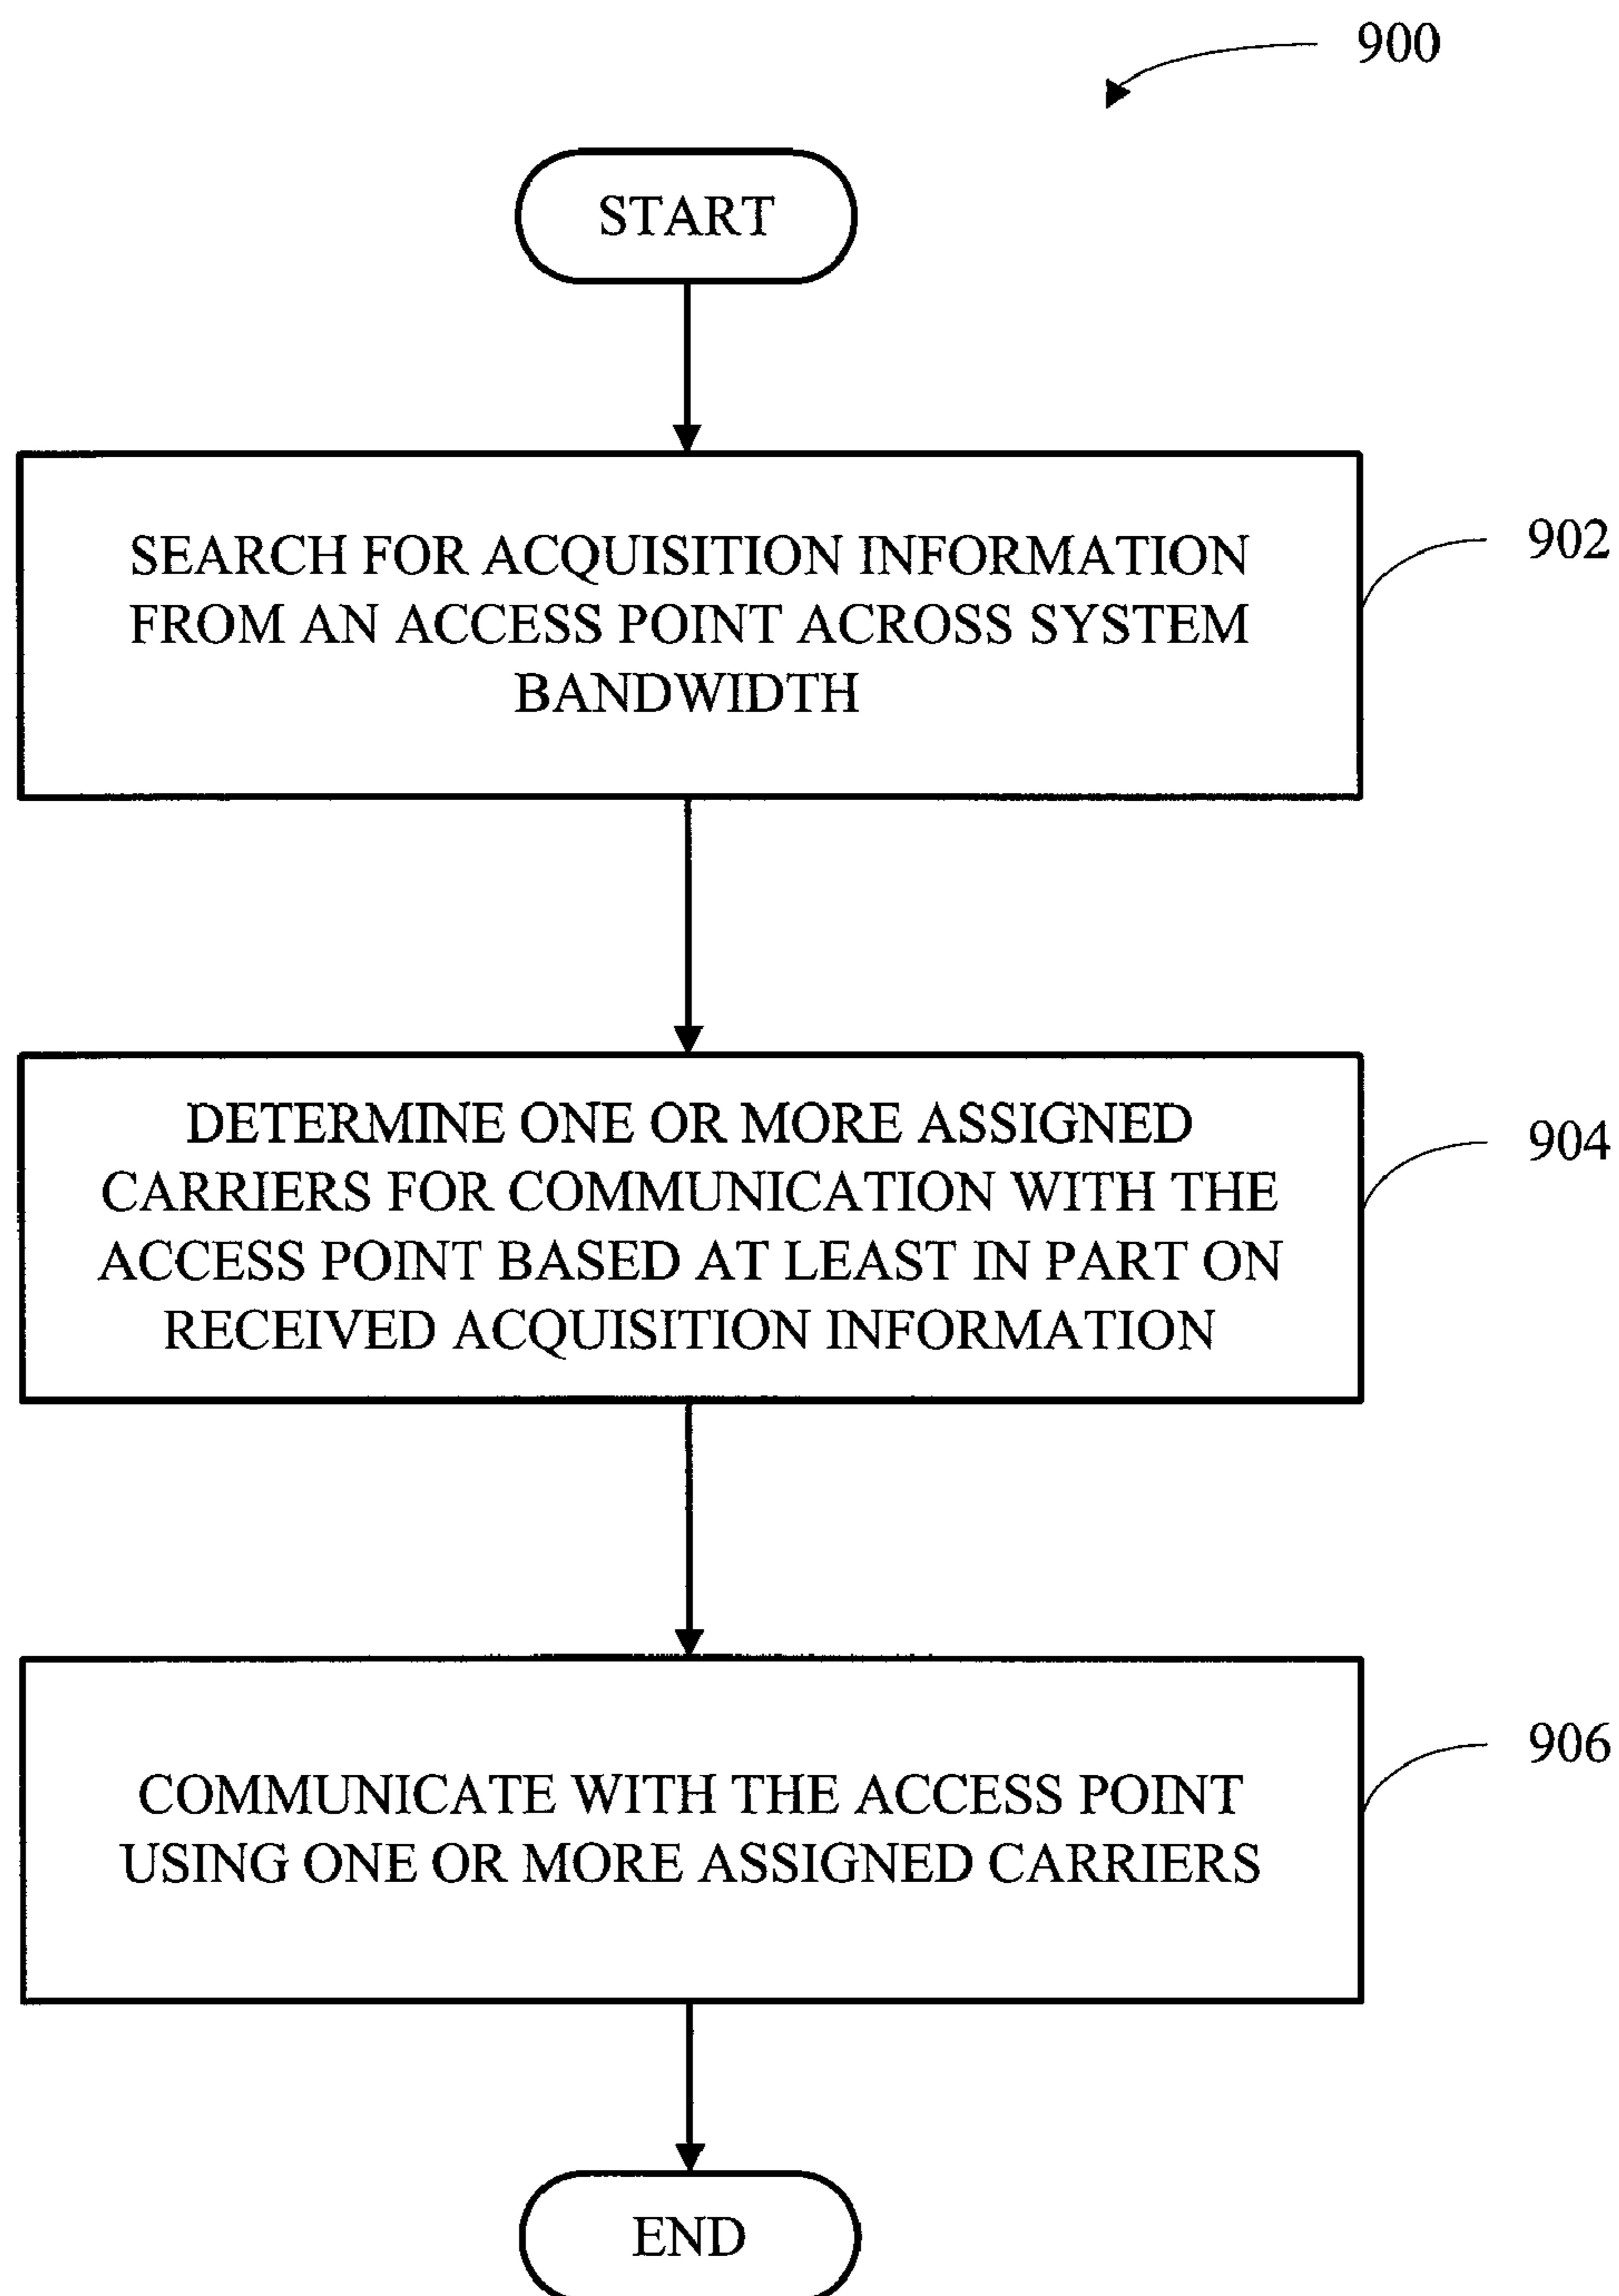 900
START
SEARCH FOR ACQUISITION INFORMATION
FROM AN ACCESS POINT ACROSS SYSTEM
BANDWIDTH
902
DETERMINE ONE OR MORE ASSIGNED
CARRIERS FOR COMMUNICATION WITH THE
ACCESS POINT BASED AT LEAST IN PART ON
RECEIVED ACQUISITION INFORMATION
904
COMMUNICATE WITH THE ACCESS POINT
USING ONE OR MORE ASSIGNED CARRIERS
906
END